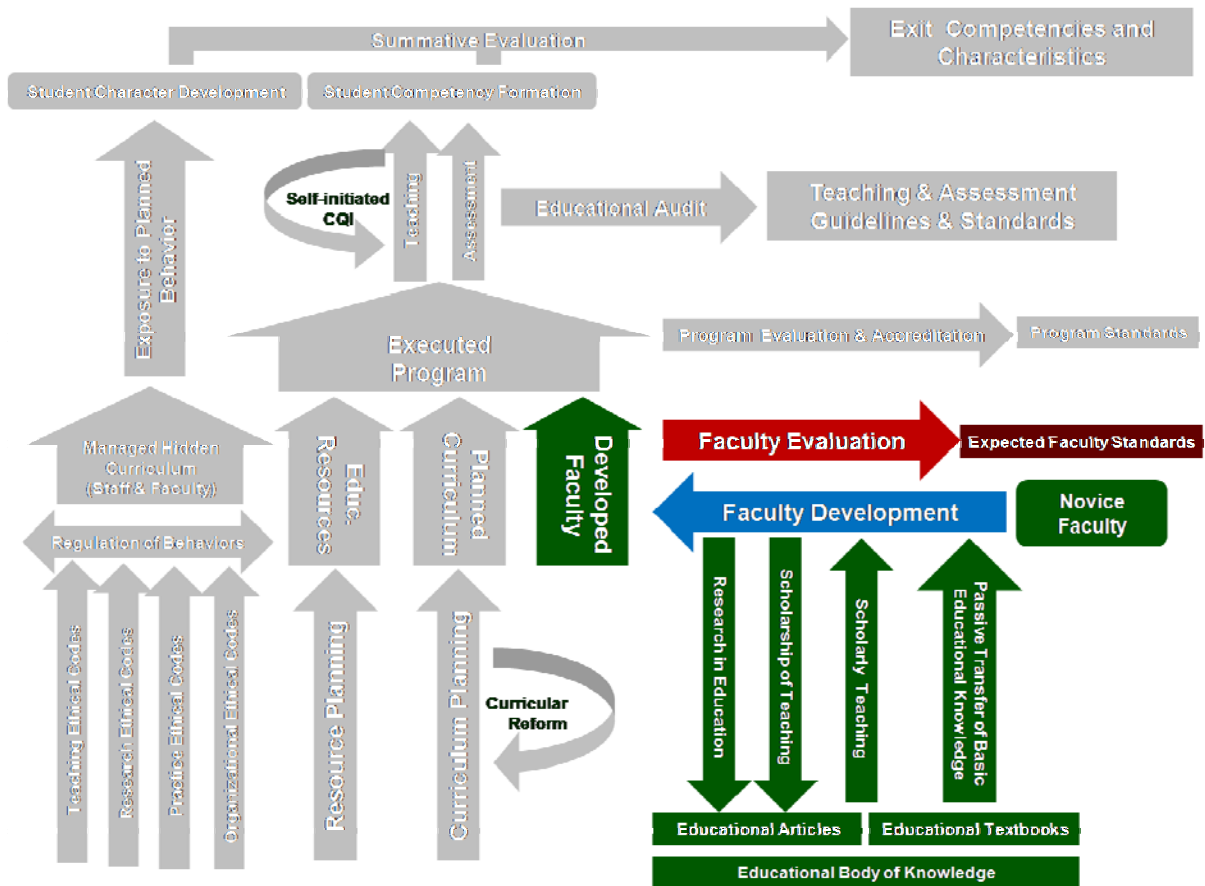 Summative Evaluation
Exit Competencies and
Characteristics
Student Character Development
Student Competency Formation
Exposure to Planned
Behavior
Self-initiated
CQI
Teaching
Assessment
Educational Audit
Teaching & Assessment
Guidelines & Standards
Executed
Program
Program Evaluation & Accreditation
Program Standards
Managed Hidden
Curriculum
(Staff & Faculty)
Educ.
Resources
Planned
Curriculum
Developed
Faculty
Faculty Evaluation
Expected Faculty Standards
Faculty Development
Novice
Faculty
Regulation of Behaviors
Teaching Ethical Codes
Research Ethical Codes
Practice Ethical Codes
Organizational Ethical Codes
Resource Planning
Curriculum Planning
Curricular
Reform
Research in Education
Scholarship of Teaching
Scholarly Teaching
Passive Transfer of Basic
Educational Knowledge
Educational Articles
Educational Textbooks
Educational Body of Knowledge